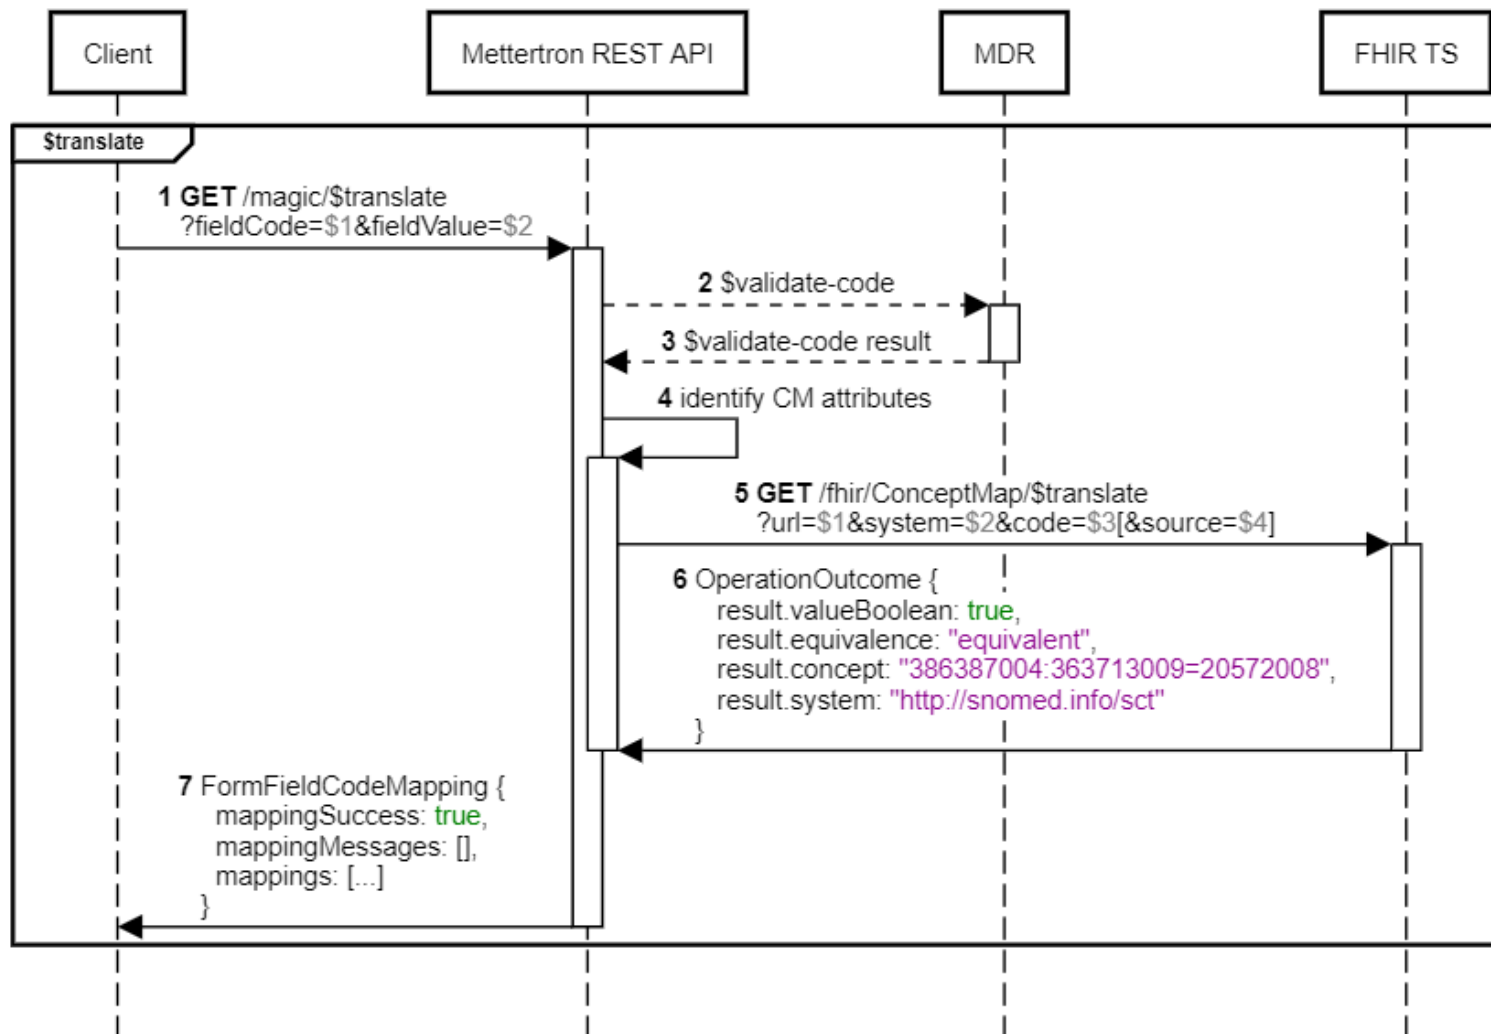 Client
Mettertron REST API
MDR
FHIR TS
$translate
1 GET /magic/$translate
?fieldCode=$1&fieldValue=$2
2 $validate-code
3 $validate-code result
4 identify CM attributes
5 GET /fhir/ConceptMap/$translate
?url=$1&system=$2&code=$3[&source=$4]
6 OperationOutcome {
result.valueBoolean: true,
result.equivalence: "equivalent",
result.concept: "386387004:363713009=20572008",
result.system: "http://snomed.info/sct"
}
7 FormFieldCodeMapping {
mappingSuccess: true,
mappingMessages: [],
mappings: [...]
}